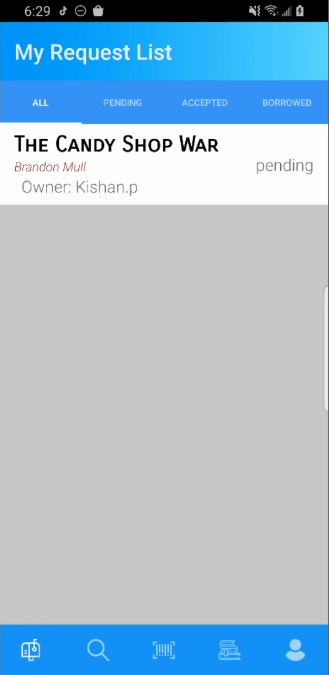 6:29
My Request List
ALL PENDING ACCEPTED BORROWED
The Candy Shop War
Brandon Mull
pending
Owner: Kishan.p